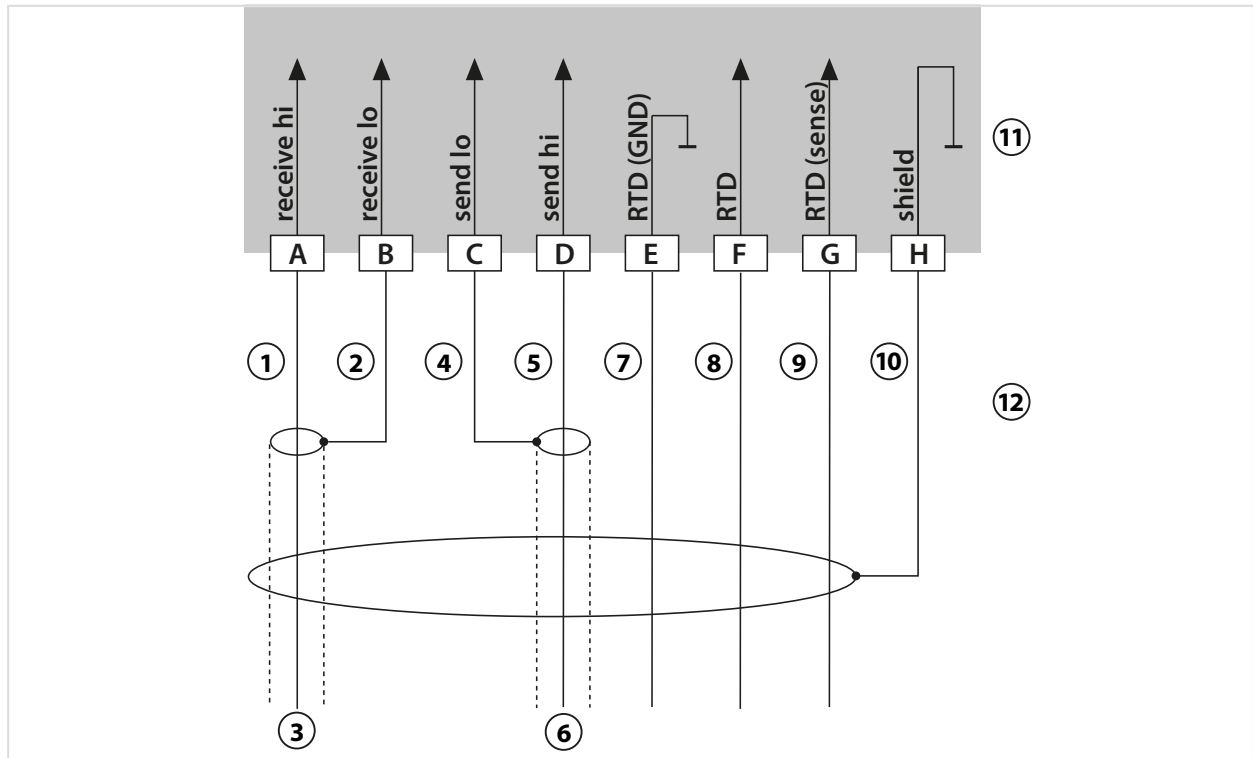 receive hi
receive lo
send lo
send hi
RTD (GND)
RTD
RTD (sense)
shield
11
A B C D E F G H
1 2 4 5 7 8 9 10
12
3 6